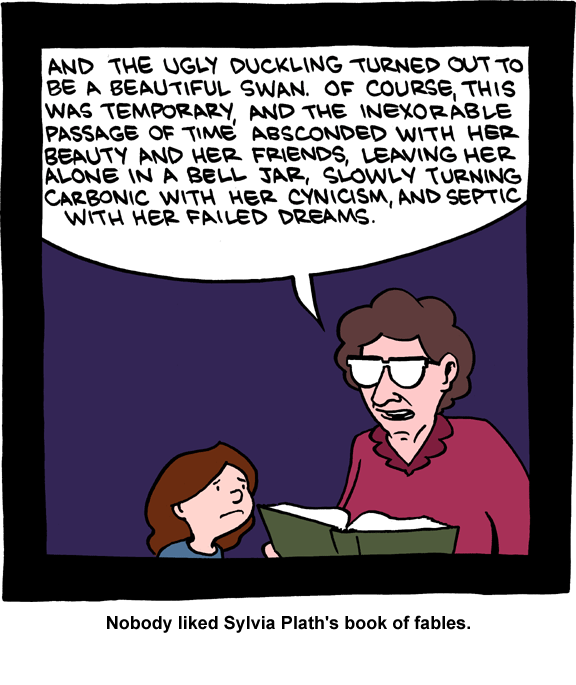 AND THE UGLY DUCKLING TURNED OUT TO
BE A BEAUTIFUL SWAN. OF COURSE, THIS
WAS TEMPORARY, AND THE INEXORABLE
PASSAGE OF TIME ABSCONDED WITH HER
BEAUTY AND HER FRIENDS, LEAVING HER
ALONE IN A BELL JAR, SLOWLY TURNING
CARBONIC WITH HER CYNICISM, AND SEPTIC
WITH HER FAILED DREAMS.
Nobody liked Sylvia Plath's book of fables.